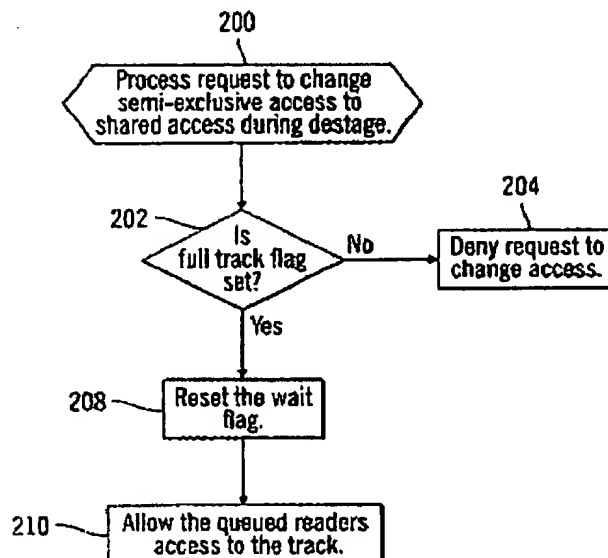 200
Process request to change
semi-exclusive access to
shared access during destage.
202
Is
full track flag
set?
No
204
Deny request to
change access.
Yes
208
Reset the wait
flag.
210
Allow the queued readers
access to the track.